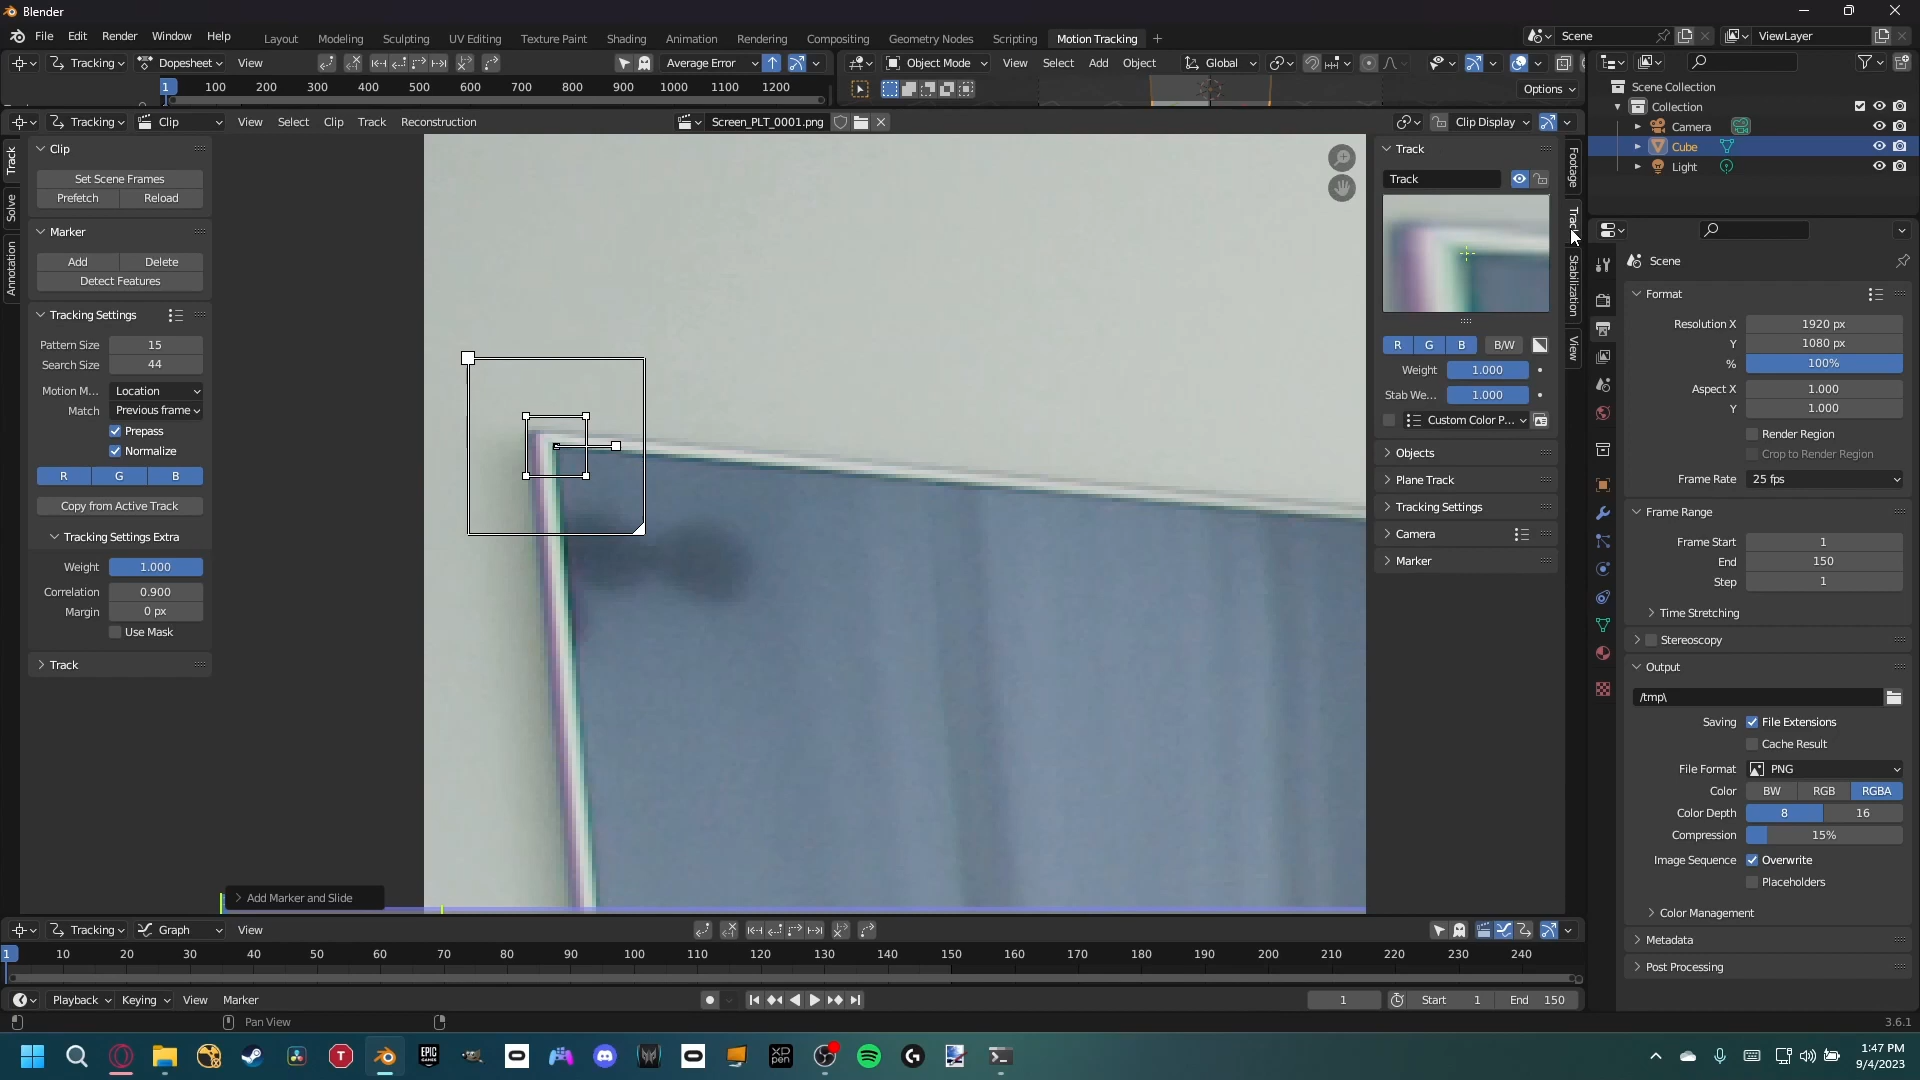 Blender
File Edit Render Window Help
Layout Modeling Sculpting UV Editing Texture Paint Shading Animation Rendering Compositing Geometry Nodes Scripting Motion Tracking +
Scene
ViewLayer
Tracking Dopesheet View
Average Error
Object Mode View Select Add Object
Global
1 100 200 300 400 500 600 700 800 900 1000 1100 1200
Options
Tracking Clip View Select Clip Track Reconstruction
Screen_PLT_0001.png
Clip Display
Scene Collection
Collection
Camera
Cube
Light
Track
Solve
Annotation
Clip
Set Scene Frames
Prefetch Reload
Marker
Add Delete
Detect Features
Tracking Settings
Pattern Size 15
Search Size 44
Motion M... Location
Match Previous frame
Prepass
Normalize
R G B
Copy from Active Track
Tracking Settings Extra
Weight 1.000
Correlation 0.900
Margin 0 px
Use Mask
Track
Add Marker and Slide
Track
Track
R G B B/W
Weight 1.000
Stab We... 1.000
Custom Color P...
Objects
Plane Track
Tracking Settings
Camera
Marker
Footage
Track
Stabilization
View
Scene
Format
Resolution X 1920 px
Y 1080 px
% 100%
Aspect X 1.000
Y 1.000
Render Region
Crop to Render Region
Frame Rate 25 fps
Frame Range
Frame Start 1
End 150
Step 1
Time Stretching
Stereoscopy
Output
/tmp\
Saving File Extensions
Cache Result
File Format PNG
Color BW RGB RGBA
Color Depth 8 16
Compression 15%
Image Sequence Overwrite
Placeholders
Color Management
Metadata
Post Processing
Tracking Graph View
1 10 20 30 40 50 60 70 80 90 100 110 120 130 140 150 160 170 180 190 200 210 220 230 240
Playback Keying View Marker
1 Start 1 End 150
Pan View
3.6.1
EPIC GAMES
XP PEN
1:47 PM
9/4/2023